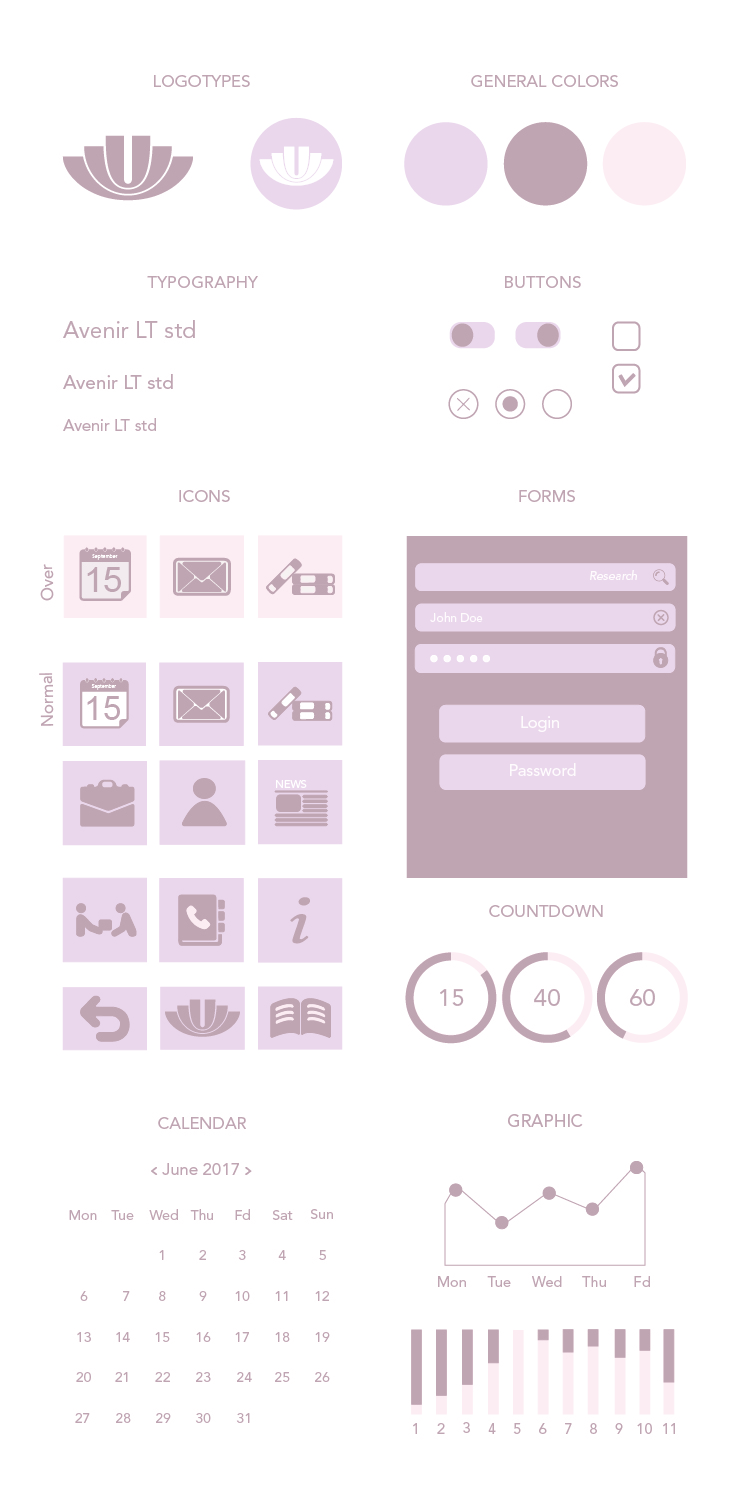 LOGOTYPES
GENERAL COLORS
TYPOGRAPHY
BUTTONS
Avenir LT std
Avenir LT std
Avenir LT std
ICONS
FORMS
Over
September
15
Normal
September
15
NEWS
i
Research
John Doe
Login
Password
COUNTDOWN
15 40 60
CALENDAR
< June 2017 >
Mon Tue Wed Thu Fd Sat Sun
1 2 3 4 5
6 7 8 9 10 11 12
13 14 15 16 17 18 19
20 21 22 23 24 25 26
27 28 29 30 31
GRAPHIC
Mon Tue Wed Thu Fd
1 2 3 4 5 6 7 8 9 10 11